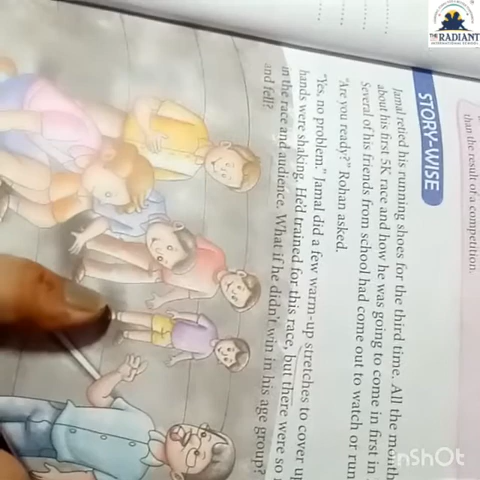 THE RADIANT
INTERNATIONAL SCHOOL
than the result of a competition.
STORY-WISE
Jamal retied his running shoes for the third time. All the month
about his first 5K race and how he was going to come in first in
Several of his friends from school had come out to watch or run
"Are you ready?" Rohan asked.
"Yes, no problem." Jamal did a few warm-up stretches to cover up
hands were shaking. He'd trained for this race, but there were so
in the race and audience. What if he didn't win in his age group?
and fell?
InShOt